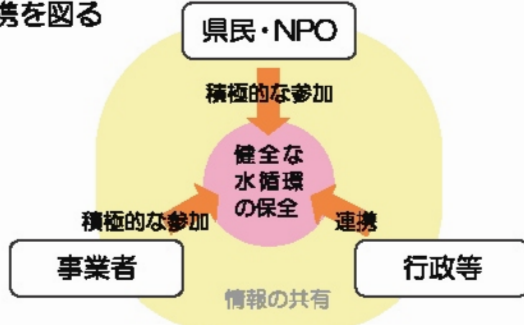 携を図る
県民・NPO
積極的な参加
健全な
水循環
の保全
積極的な参加
連携
事業者
行政等
情報の共有